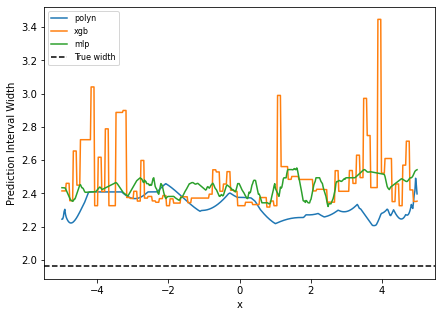 polyn
xgb
mlp
True width
Prediction Interval Width
3.4
3.2
3.0
2.8
2.6
2.4
2.2
2.0
−4
−2
0
2
4
x